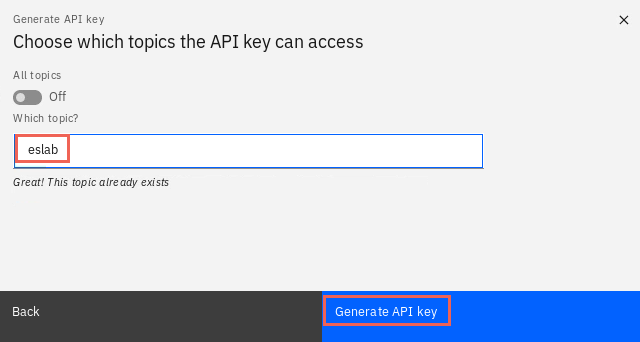 Generate API key
Choose which topics the API key can access
All topics
Off
Which topic?
eslab
Great! This topic already exists
Back
Generate API key